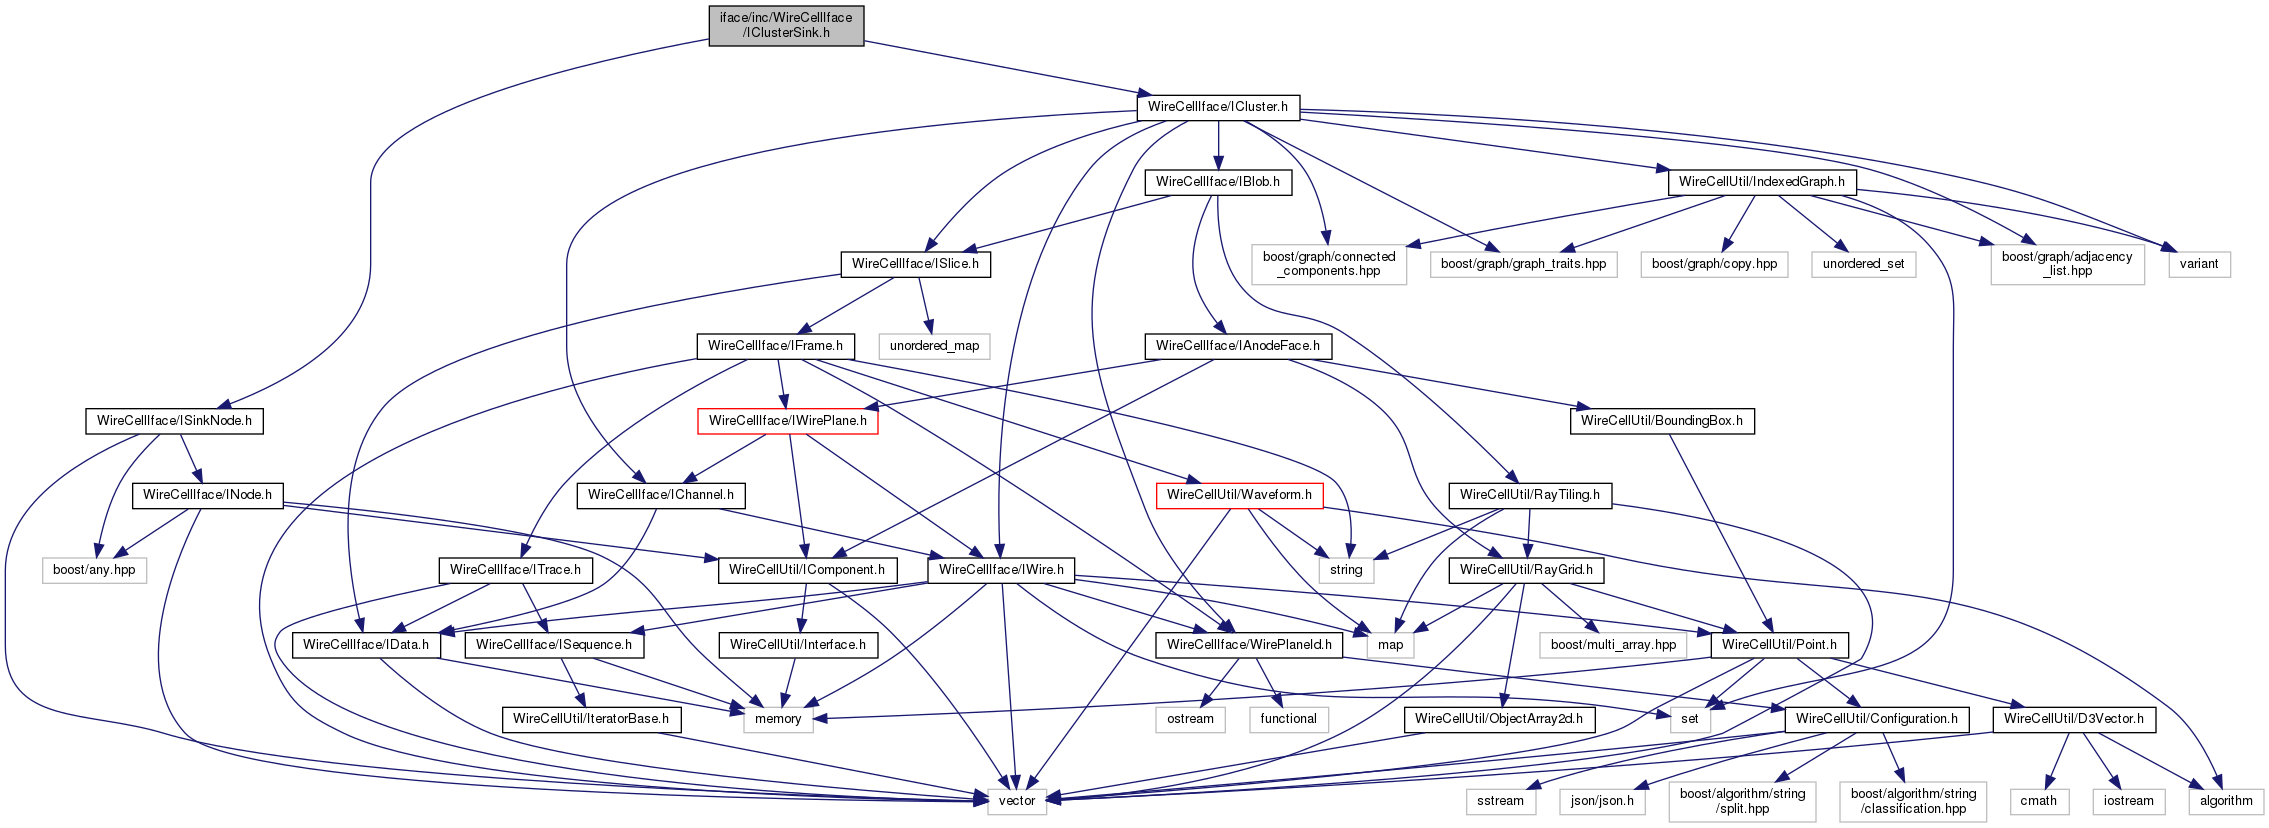 iface/inc/WireCellIface
/IClusterSink.h
WireCellIface/ICluster.h
WireCellIface/IBlob.h
WireCellUtil/IndexedGraph.h
WireCellIface/ISlice.h
boost/graph/connected
_components.hpp
boost/graph/graph_traits.hpp
boost/graph/copy.hpp
unordered_set
boost/graph/adjacency
_list.hpp
variant
WireCellIface/IFrame.h
unordered_map
WireCellIface/IAnodeFace.h
WireCellIface/ISinkNode.h
WireCellIface/IWirePlane.h
WireCellUtil/BoundingBox.h
WireCellIface/INode.h
WireCellIface/IChannel.h
WireCellUtil/Waveform.h
WireCellUtil/RayTiling.h
boost/any.hpp
WireCellIface/ITrace.h
WireCellUtil/IComponent.h
WireCellIface/IWire.h
string
WireCellUtil/RayGrid.h
WireCellIface/IData.h
WireCellIface/ISequence.h
WireCellUtil/Interface.h
WireCellIface/WirePlaneId.h
map
boost/multi_array.hpp
WireCellUtil/Point.h
WireCellUtil/IteratorBase.h
memory
ostream
functional
WireCellUtil/ObjectArray2d.h
set
WireCellUtil/Configuration.h
WireCellUtil/D3Vector.h
vector
sstream
json/json.h
boost/algorithm/string
/split.hpp
boost/algorithm/string
/classification.hpp
cmath
iostream
algorithm